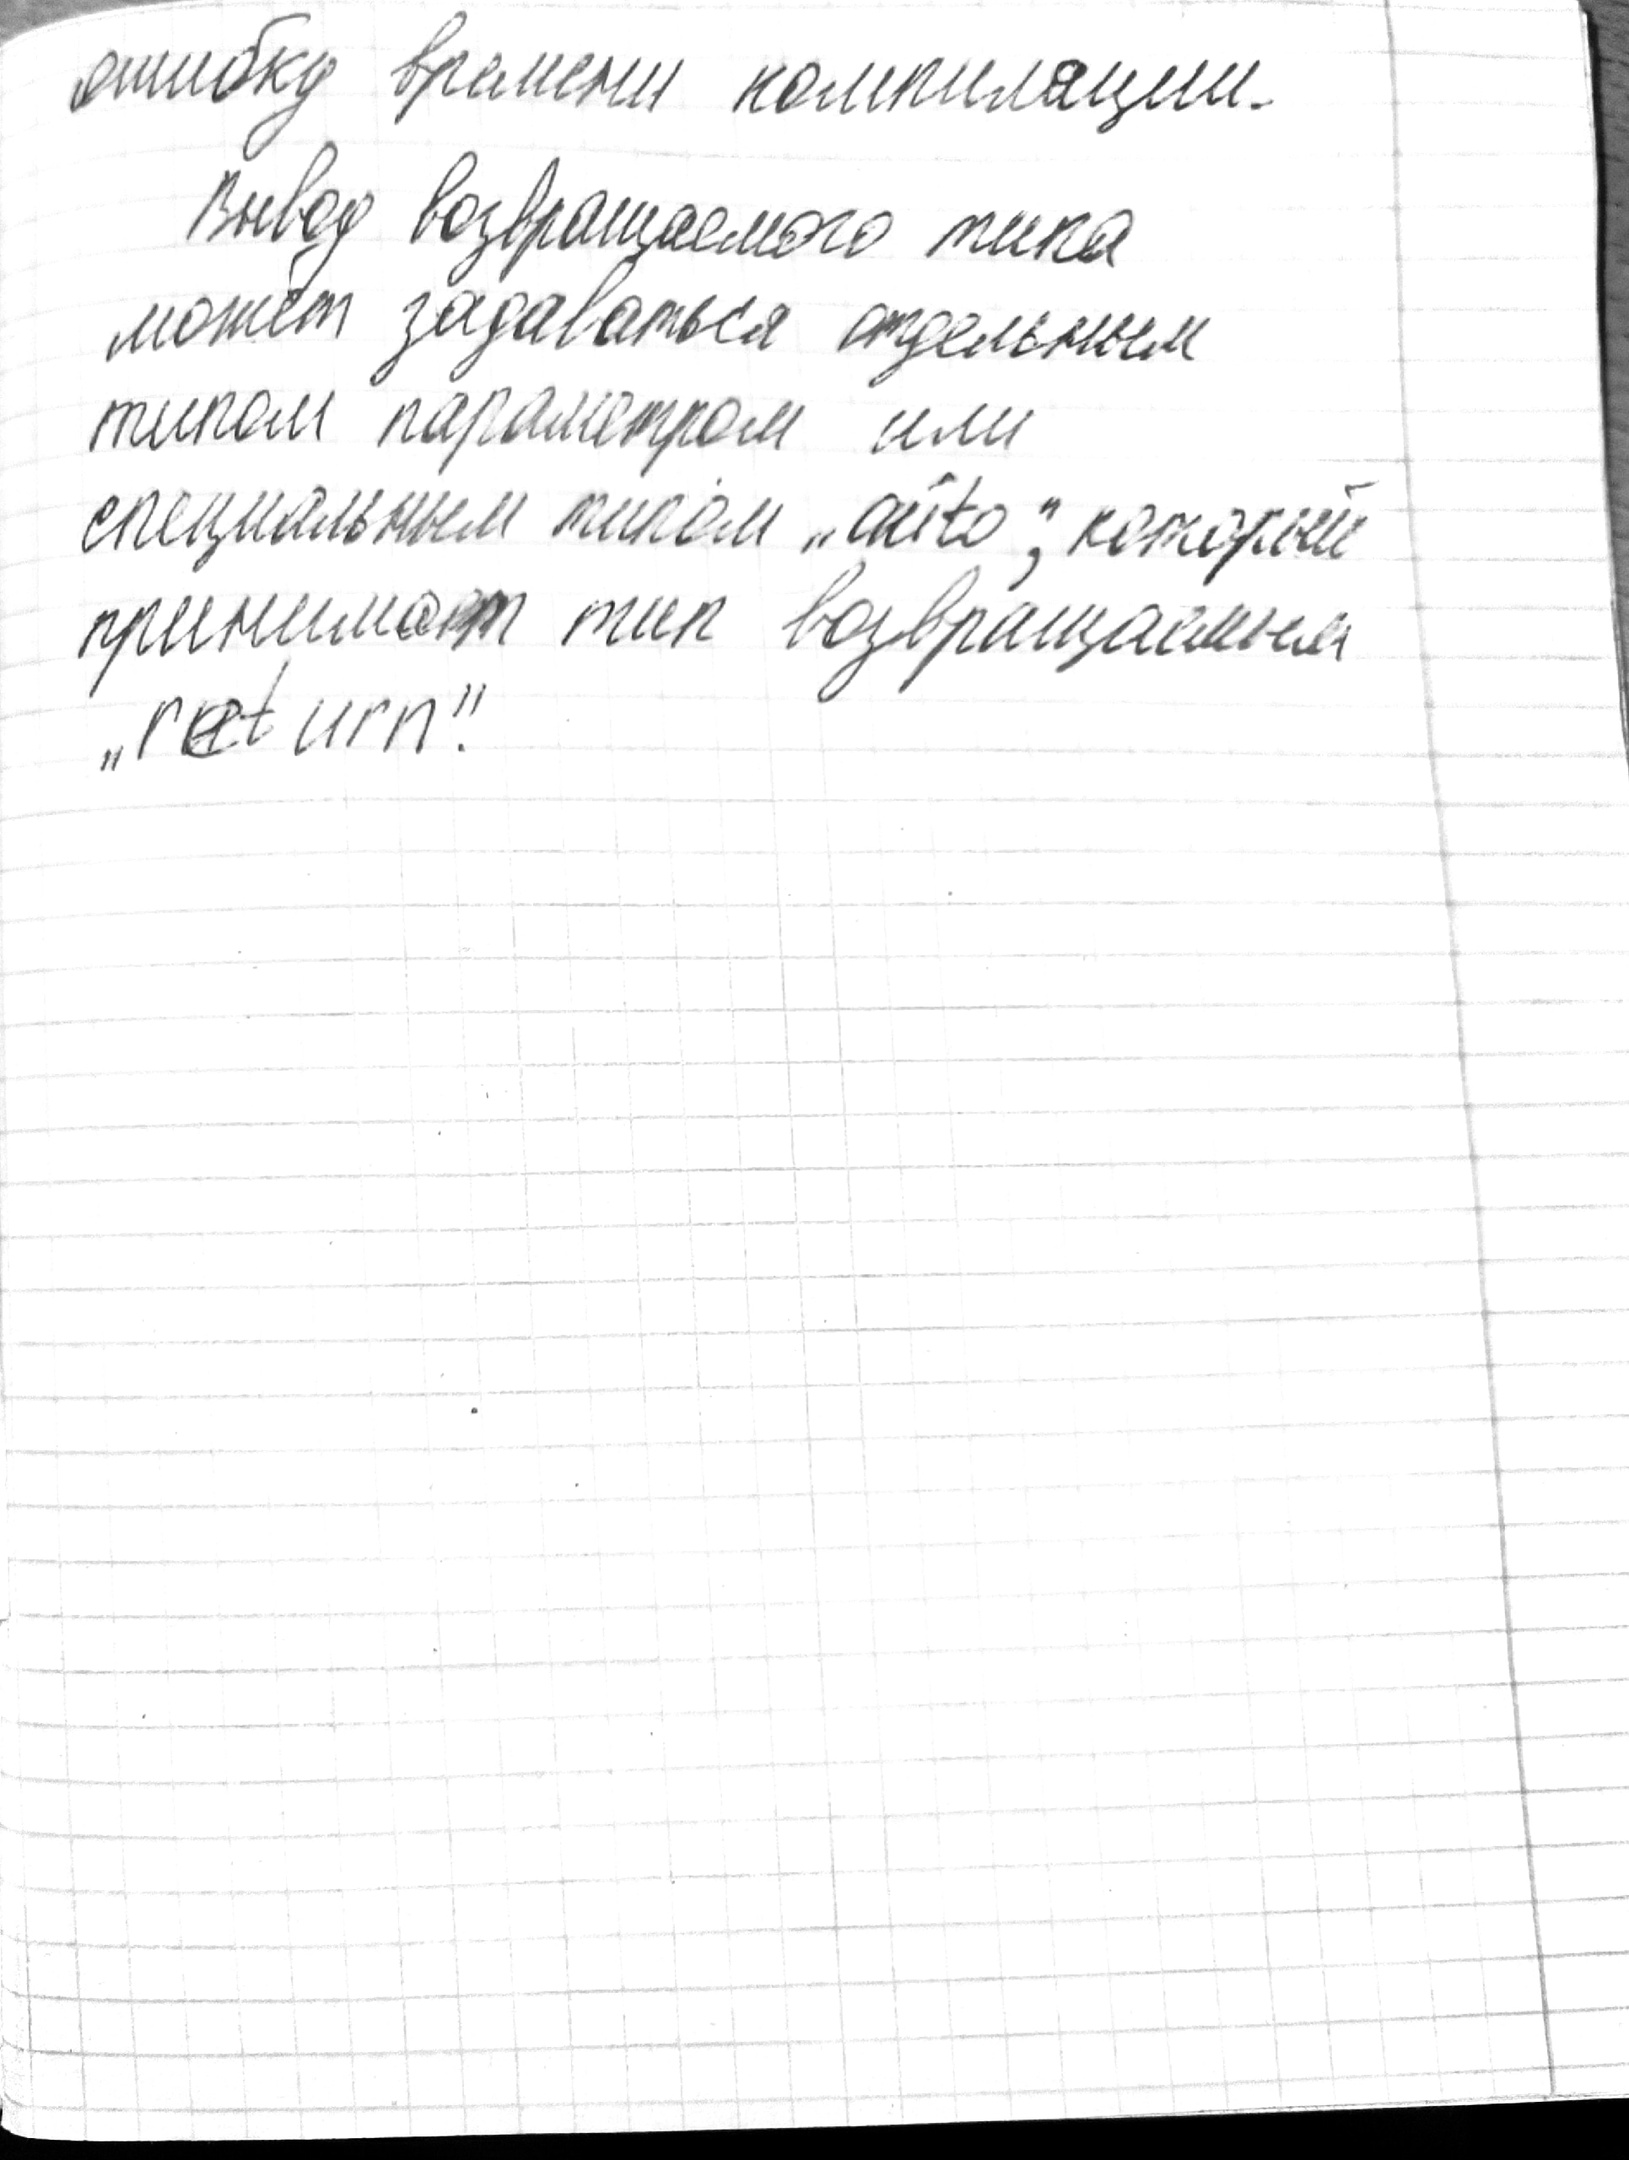 ошибку времени компиляции.
Вывод возвращаемого типа
может задаваться отдельным
типом параметром или
специальным типом „auto“, который
принимает тип возвращаемым
„return“.